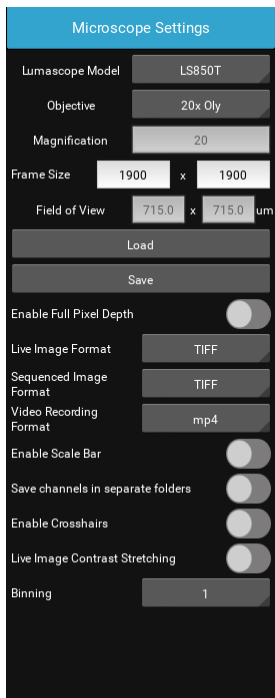 Microscope Settings
Lumascope Model LS850T
Objective 20x Oly
Magnification 20
Frame Size 1900 x 1900
Field of View 715.0 x 715.0 um
Load
Save
Enable Full Pixel Depth
Live Image Format TIFF
Sequenced Image
Format TIFF
Video Recording
Format mp4
Enable Scale Bar
Save channels in separate folders
Enable Crosshairs
Live Image Contrast Stretching
Binning 1